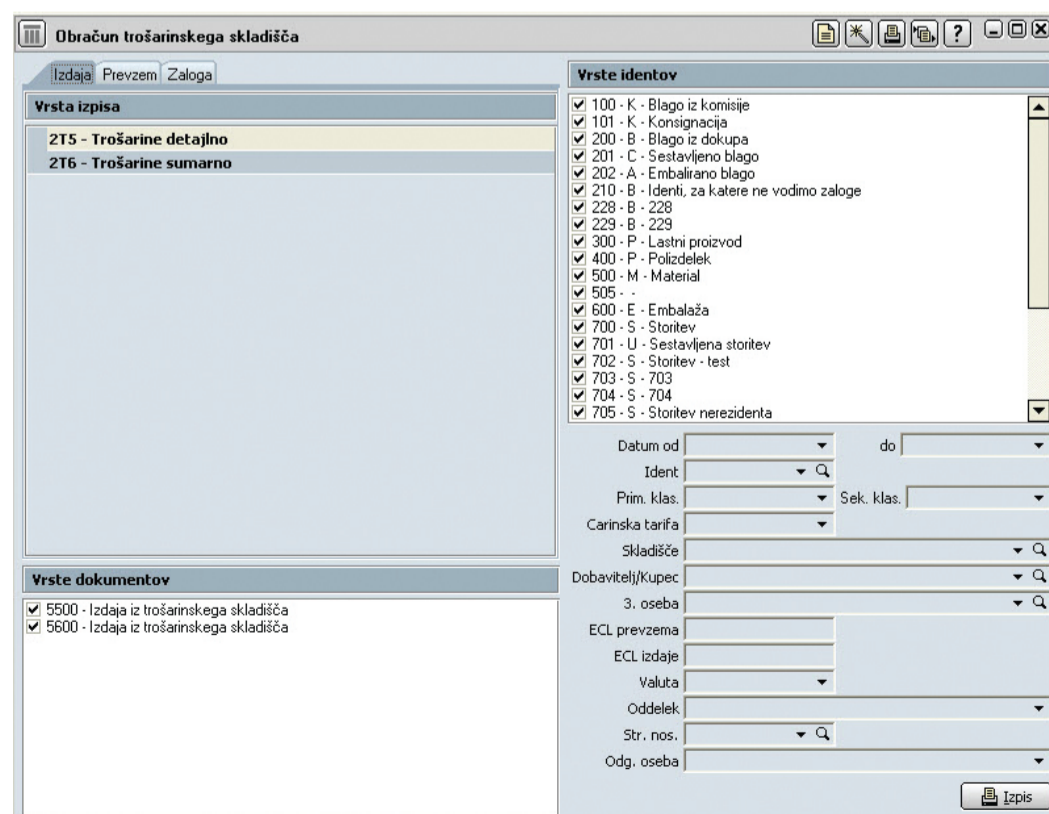 Obračun trošarinskega skladišča
?
Izdaja Prevzem Zaloga
Vrsta izpisa
2T5 - Trošarine detajlno
2T6 - Trošarine sumarno
Vrste dokumentov
5500 - Izdaja iz trošarinskega skladišča
5600 - Izdaja iz trošarinskega skladišča
Vrste identov
100 - K - Blago iz komisije
101 - K - Konsignacija
200 - B - Blago iz dokupa
201 - C - Sestavljeno blago
202 - A - Embalirano blago
210 - B - Identi, za katere ne vodimo zaloge
228 - B - 228
229 - B - 229
300 - P - Lastni proizvod
400 - P - Polizdelek
500 - M - Material
505 - -
600 - E - Embalaža
700 - S - Storitev
701 - U - Sestavljena storitev
702 - S - Storitev - test
703 - S - 703
704 - S - 704
705 - S - Storitev nerezidenta
Datum od do
Ident
Prim. klas. Sek. klas.
Carinska tarifa
Skladišče
Dobavitelj/Kupec
3. oseba
ECL prevzema
ECL izdaje
Valuta
Oddelek
Str. nos.
Odg. oseba
Izpis